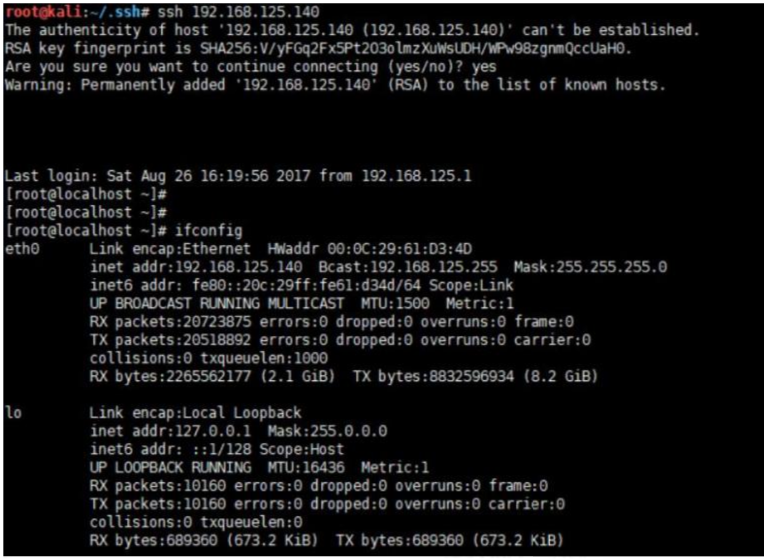 root@kali:~/.ssh# ssh 192.168.125.140
The authenticity of host '192.168.125.140 (192.168.125.140)' can't be established.
RSA key fingerprint is SHA256:V/yFGq2Fx5Pt2O3olmzXuWsUDH/WPw98zgnmQccUaH0.
Are you sure you want to continue connecting (yes/no)? yes
Warning: Permanently added '192.168.125.140' (RSA) to the list of known hosts.
Last login: Sat Aug 26 16:19:56 2017 from 192.168.125.1
[root@localhost ~]#
[root@localhost ~]#
[root@localhost ~]# ifconfig
eth0 Link encap:Ethernet HWaddr 00:0C:29:61:D3:4D
inet addr:192.168.125.140 Bcast:192.168.125.255 Mask:255.255.255.0
inet6 addr: fe80::20c:29ff:fe61:d34d/64 Scope:Link
UP BROADCAST RUNNING MULTICAST MTU:1500 Metric:1
RX packets:20723875 errors:0 dropped:0 overruns:0 frame:0
TX packets:20518892 errors:0 dropped:0 overruns:0 carrier:0
collisions:0 txqueuelen:1000
RX bytes:2265562177 (2.1 GiB) TX bytes:8832596934 (8.2 GiB)
lo Link encap:Local Loopback
inet addr:127.0.0.1 Mask:255.0.0.0
inet6 addr: ::1/128 Scope:Host
UP LOOPBACK RUNNING MTU:16436 Metric:1
RX packets:10160 errors:0 dropped:0 overruns:0 frame:0
TX packets:10160 errors:0 dropped:0 overruns:0 carrier:0
collisions:0 txqueuelen:0
RX bytes:689360 (673.2 KiB) TX bytes:689360 (673.2 KiB)